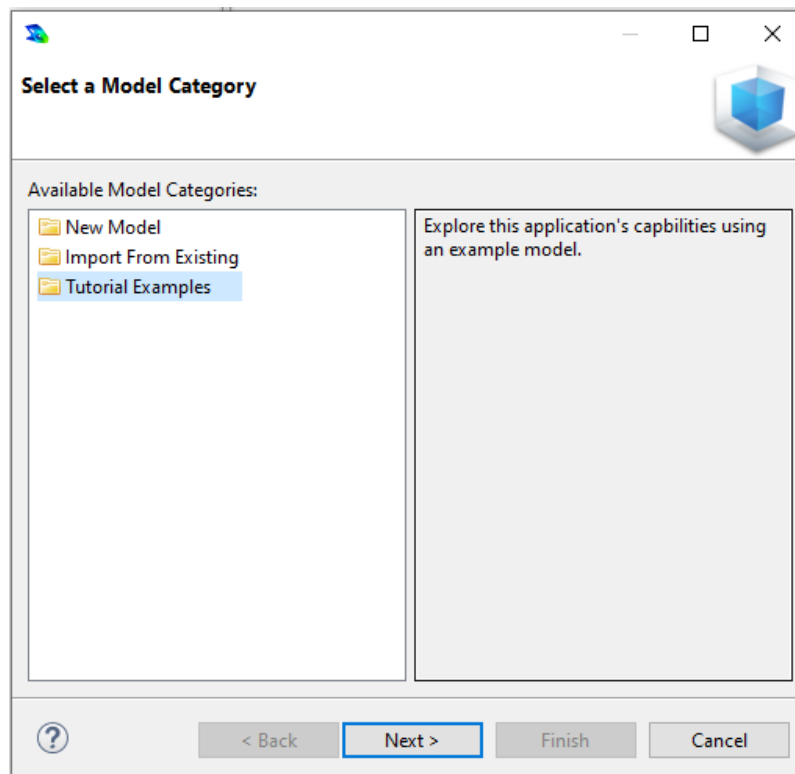 Select a Model Category
Available Model Categories:
New Model
Import From Existing
Tutorial Examples
Explore this application's capbilities using
an example model.
?
< Back
Next >
Finish
Cancel